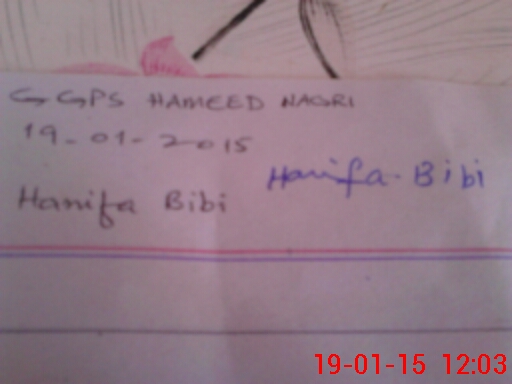 GGPS HAMEED NAGRI
19-01-2015
Hanifa Bibi
Hanifa-Bibi
19-01-15 12:03